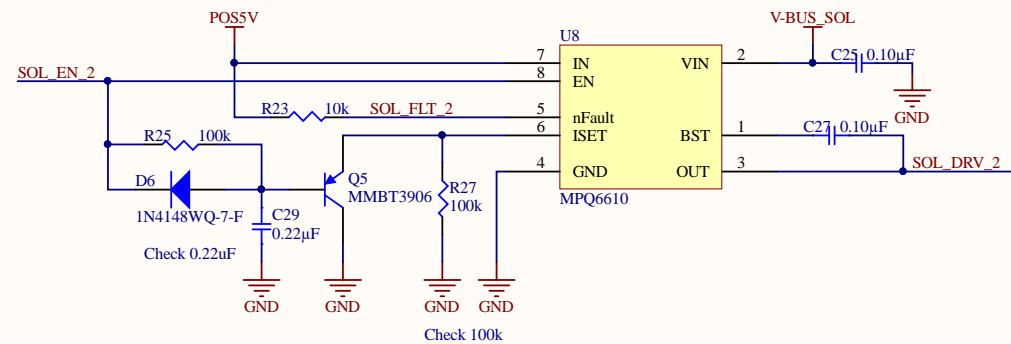 POS5V
V-BUS_SOL
U8
SOL_EN_2
7
IN
VIN
2
C25
0.10µF
8
EN
R23
10k
SOL_FLT_2
5
nFault
GND
R25
100k
6
ISET
BST
1
C27
0.10µF
4
GND
OUT
3
SOL_DRV_2
D6
Q5
MMBT3906
R27
100k
MPQ6610
1N4148WQ-7-F
C29
0.22µF
Check 0.22uF
GND
GND
GND
GND
Check 100k